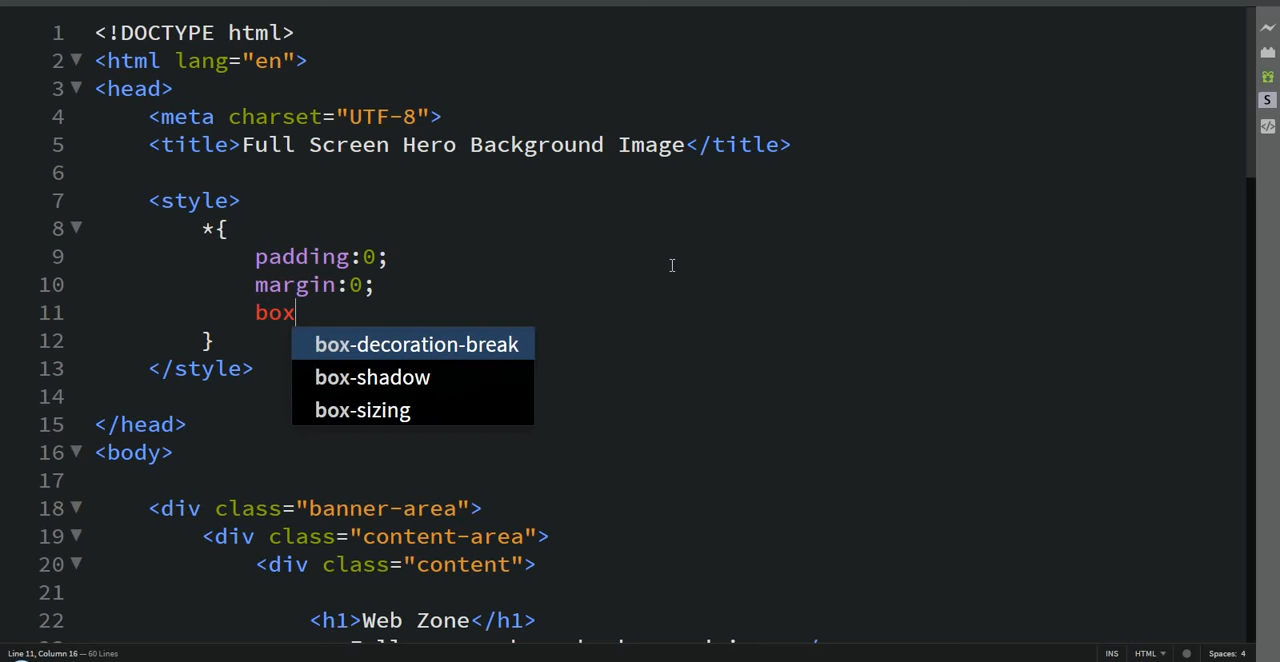 1 <!DOCTYPE html>
2 <html lang="en">
3 <head>
4 <meta charset="UTF-8">
5 <title>Full Screen Hero Background Image</title>
6
7 <style>
8 *{
9 padding:0;
10 margin:0;
11 box
box-decoration-break
box-shadow
box-sizing
12 }
13 </style>
14
15 </head>
16 <body>
17
18 <div class="banner-area">
19 <div class="content-area">
20 <div class="content">
21
22 <h1>Web Zone</h1>
Line 11, Column 16 — 60 Lines
INS HTML Spaces: 4
S